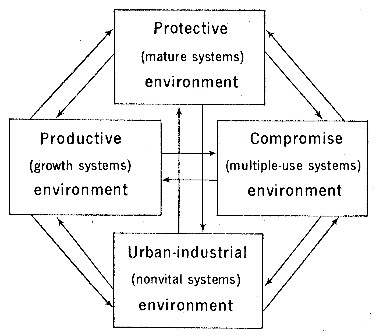 Protective
(mature systems)
environment
Productive
(growth systems)
environment
Compromise
(multiple-use systems)
environment
Urban-industrial
(nonvital systems)
environment